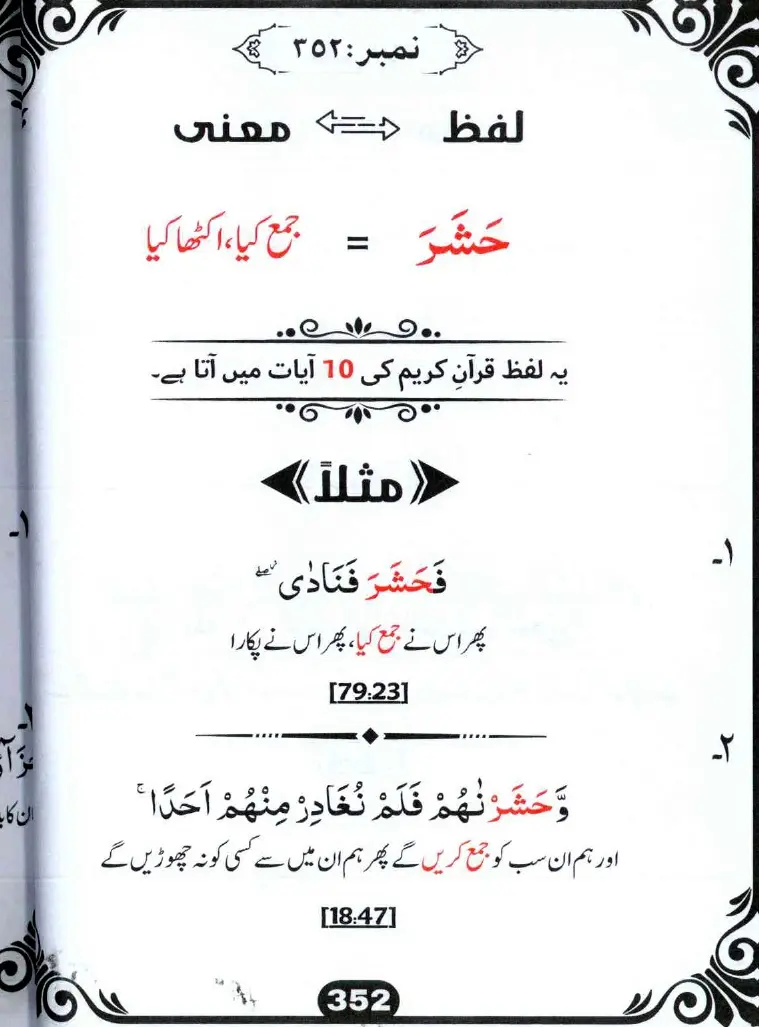 نمبر:۳۵۲
لفظ معنی
حَشَرَ = جمع کیا، اکٹھا کیا
یہ لفظ قرآنِ کریم کی 10 آیات میں آتا ہے۔
مثلاً
۱۔
فَحَشَرَ فَنَادٰی
پھر اس نے جمع کیا، پھر اس نے پکارا
[79:23]
۲۔
وَّحَشَرْنٰهُمْ فَلَمْ نُغَادِرْ مِنْهُمْ اَحَدًا ۚ
اور ہم ان سب کو جمع کریں گے پھر ہم ان میں سے کسی کو نہ چھوڑیں گے
[18:47]
352